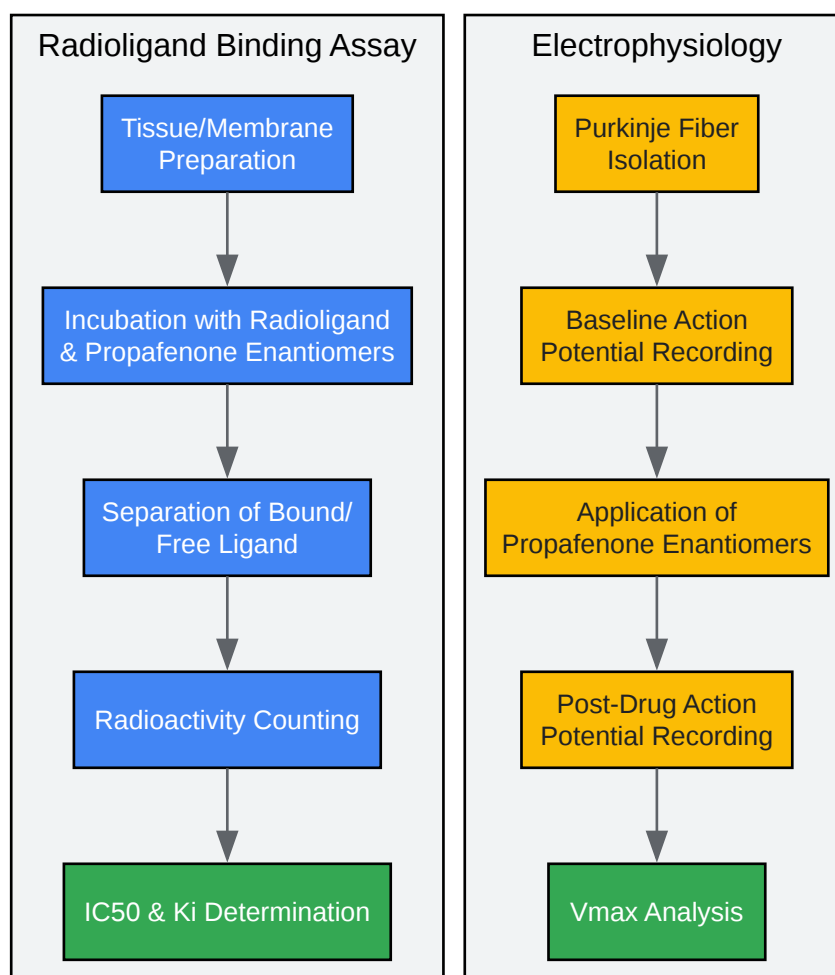 Radioligand Binding Assay
Tissue/Membrane
Preparation
Incubation with Radioligand
& Propafenone Enantiomers
Separation of Bound/
Free Ligand
Radioactivity Counting
IC50 & Ki Determination
Electrophysiology
Purkinje Fiber
Isolation
Baseline Action
Potential Recording
Application of
Propafenone Enantiomers
Post-Drug Action
Potential Recording
Vmax Analysis